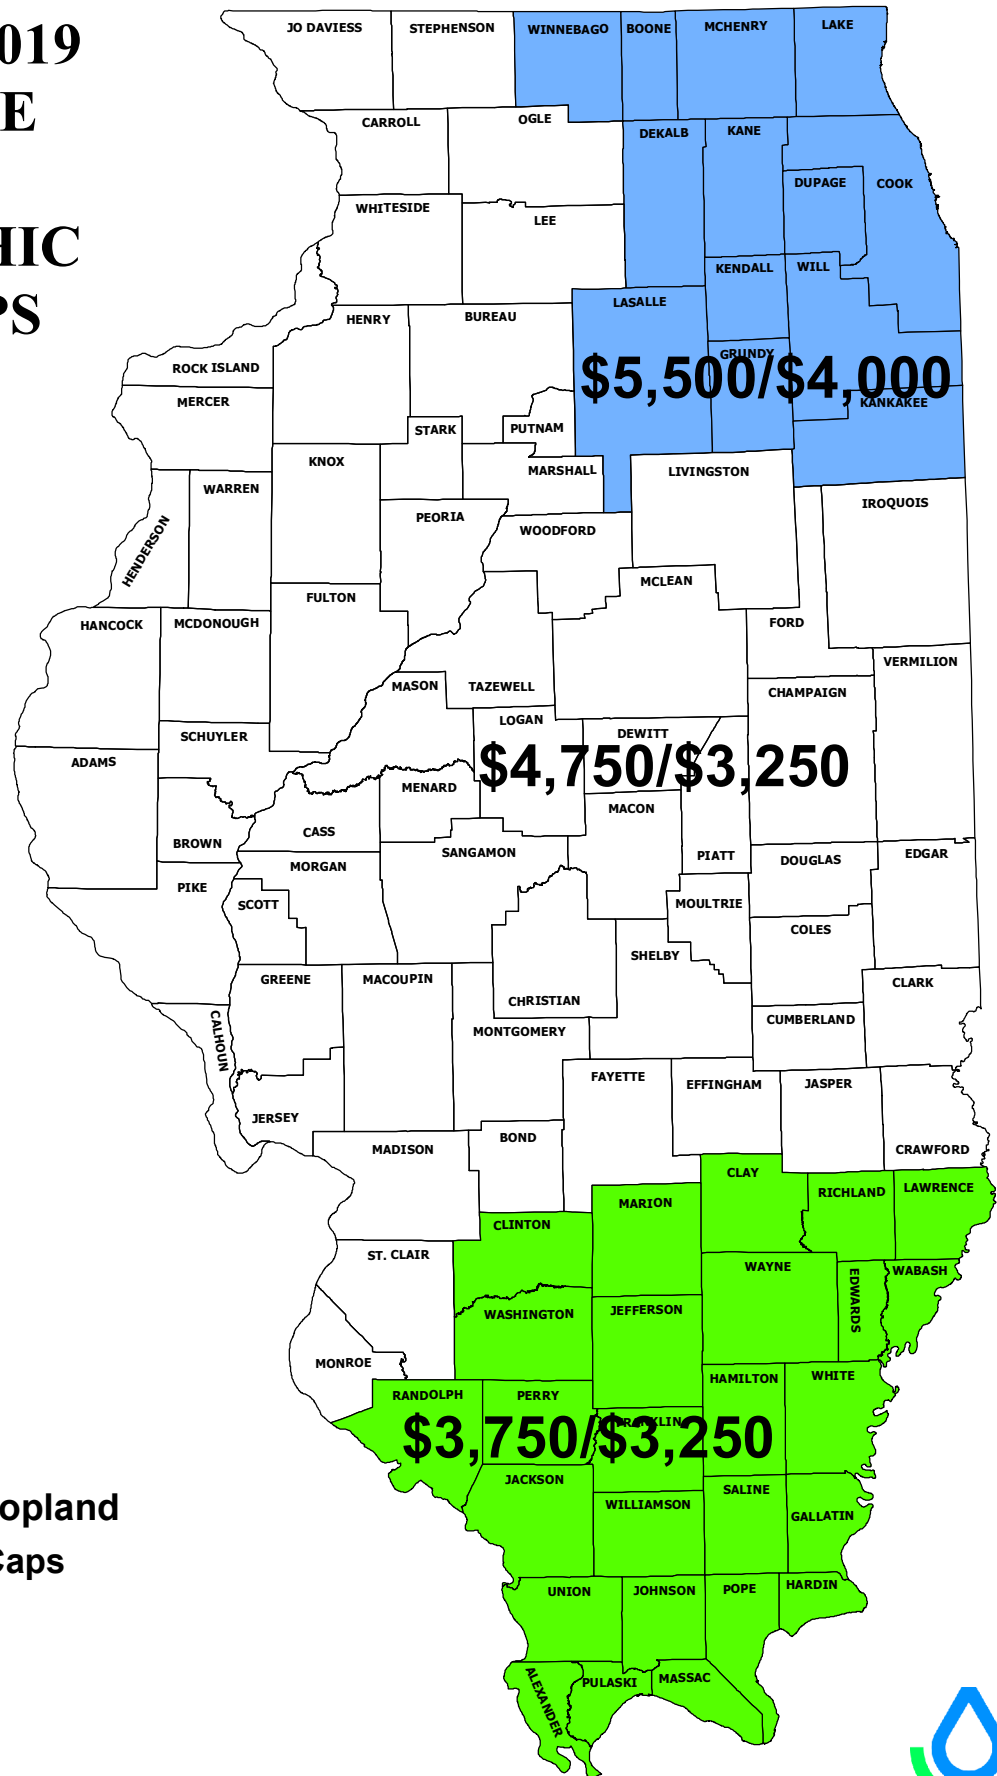 019
E
HIC
PS
JO DAVIESS
STEPHENSON
WINNEBAGO
BOONE
MCHENRY
LAKE
CARROLL
OGLE
DEKALB
KANE
DUPAGE
COOK
WHITESIDE
LEE
KENDALL
WILL
LASALLE
HENRY
BUREAU
GRUNDY
ROCK ISLAND
$5,500/$4,000
MERCER
KANKAKEE
STARK
PUTNAM
KNOX
MARSHALL
LIVINGSTON
WARREN
IROQUOIS
PEORIA
WOODFORD
HENDERSON
MCLEAN
FULTON
HANCOCK
MCDONOUGH
FORD
VERMILION
MASON
TAZEWELL
CHAMPAIGN
LOGAN
SCHUYLER
DEWITT
ADAMS
$4,750/$3,250
MENARD
MACON
CASS
BROWN
SANGAMON
PIATT
DOUGLAS
EDGAR
MORGAN
PIKE
SCOTT
MOULTRIE
COLES
SHELBY
GREENE
MACOUPIN
CLARK
CHRISTIAN
CUMBERLAND
CALHOUN
MONTGOMERY
FAYETTE
EFFINGHAM
JASPER
JERSEY
BOND
MADISON
CRAWFORD
CLAY
RICHLAND
LAWRENCE
MARION
CLINTON
ST. CLAIR
WAYNE
WABASH
EDWARDS
WASHINGTON
JEFFERSON
MONROE
HAMILTON
WHITE
RANDOLPH
PERRY
FRANKLIN
$3,750/$3,250
JACKSON
SALINE
WILLIAMSON
GALLATIN
opland
Caps
UNION
JOHNSON
POPE
HARDIN
ALEXANDER
PULASKI
MASSAC